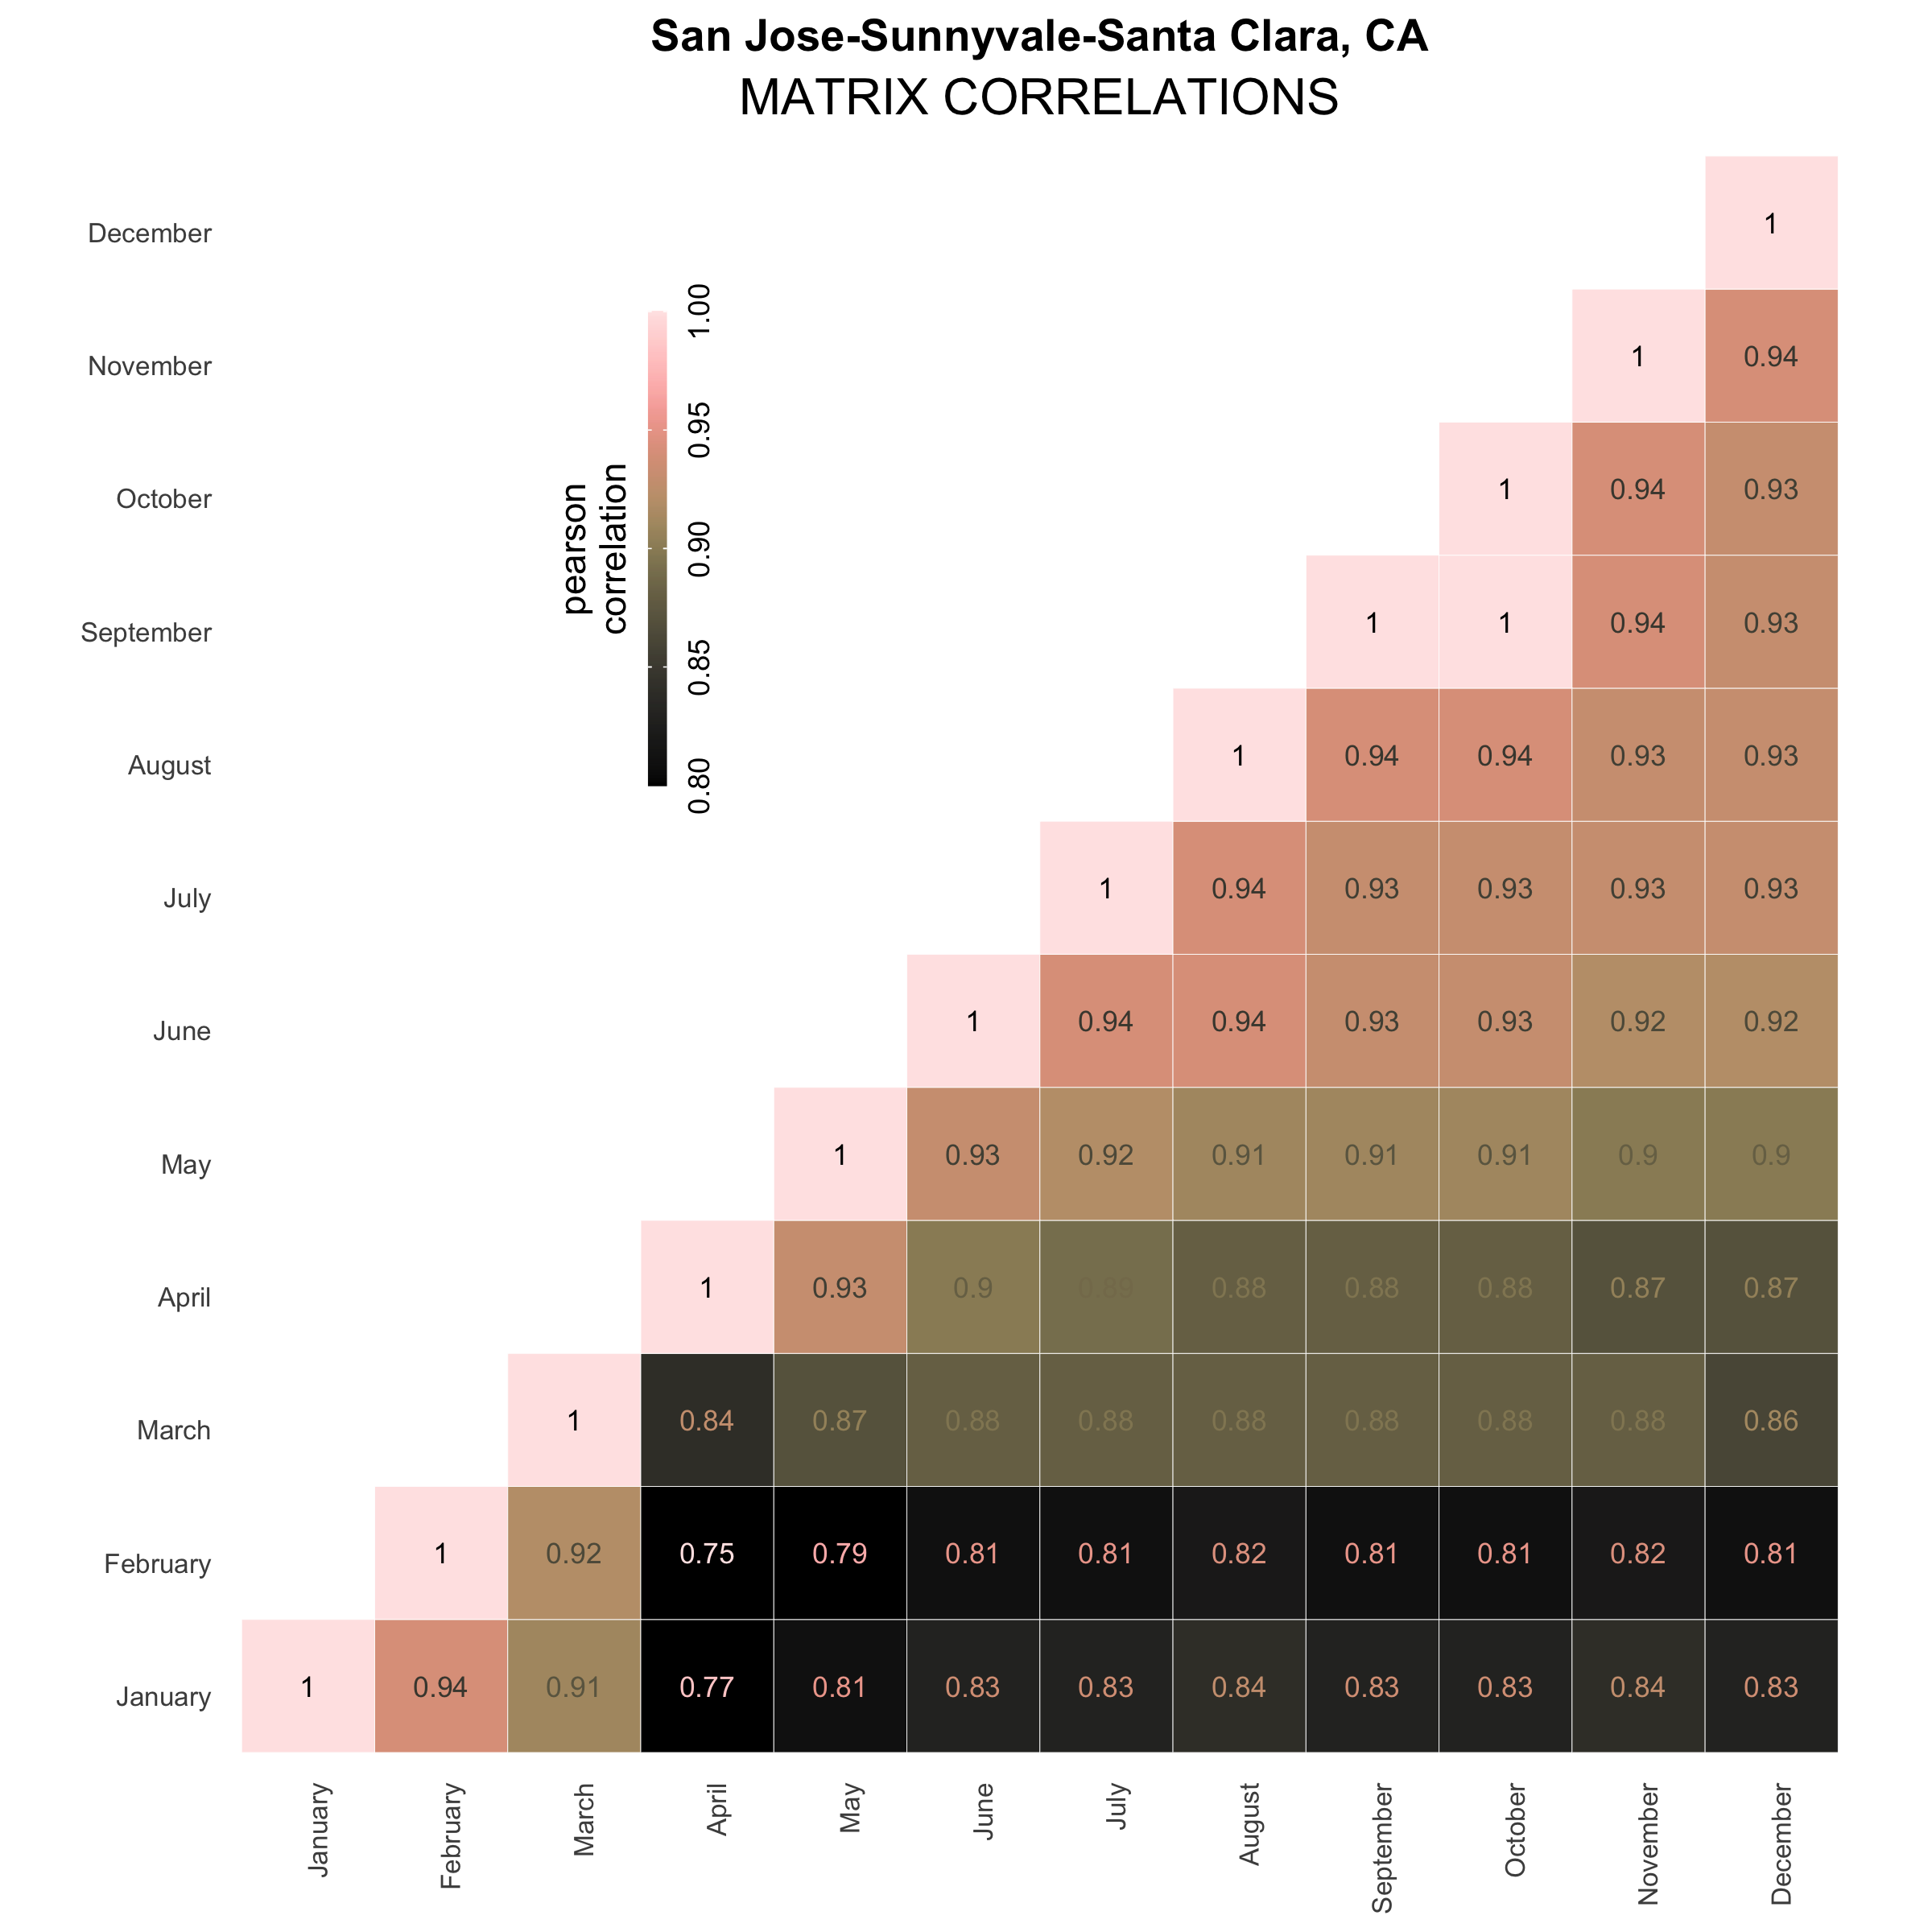 San Jose-Sunnyvale-Santa Clara, CA
MATRIX CORRELATIONS
pearson
correlation
1.00
0.95
0.90
0.85
0.80
December 1
November 1 0.94
October 1 0.94 0.93
September 1 1 0.94 0.93
August 1 0.94 0.94 0.93 0.93
July 1 0.94 0.93 0.93 0.93 0.93
June 1 0.94 0.94 0.93 0.93 0.92 0.92
May 1 0.93 0.92 0.91 0.91 0.91 0.9 0.9
April 1 0.93 0.9 0.89 0.88 0.88 0.88 0.87 0.87
March 1 0.84 0.87 0.88 0.88 0.88 0.88 0.88 0.88 0.86
February 1 0.92 0.75 0.79 0.81 0.81 0.82 0.81 0.81 0.82 0.81
January 1 0.94 0.91 0.77 0.81 0.83 0.83 0.84 0.83 0.83 0.84 0.83
January February March April May June July August September October November December